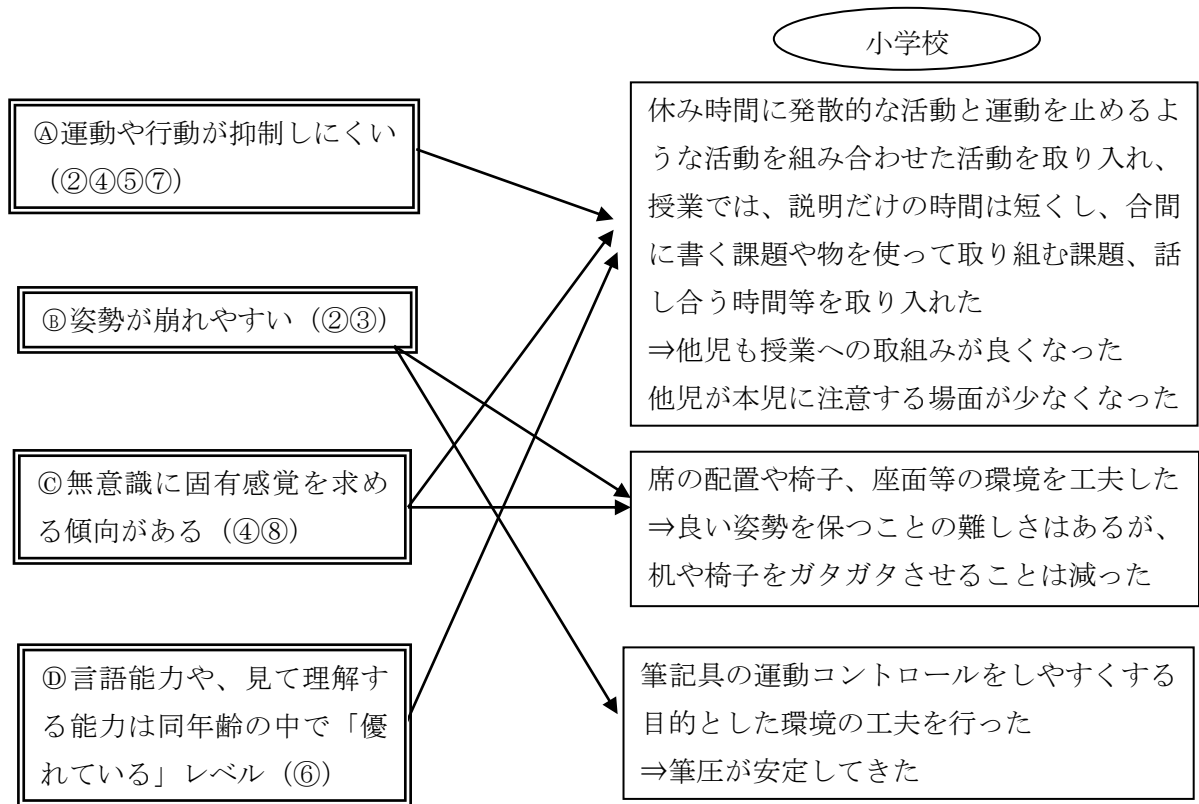 小学校
Ⓐ運動や行動が抑制しにくい
（②④⑤⑦）
Ⓑ姿勢が崩れやすい（②③）
Ⓒ無意識に固有感覚を求め
る傾向がある（④⑧）
Ⓓ言語能力や、見て理解す
る能力は同年齢の中で「優
れている」レベル（⑥）
休み時間に発散的な活動と運動を止めるよ
うな活動を組み合わせた活動を取り入れ、
授業では、説明だけの時間は短くし、合間
に書く課題や物を使って取り組む課題、話
し合う時間等を取り入れた
⇒他児も授業への取組みが良くなった
他児が本児に注意する場面が少なくなった
席の配置や椅子、座面等の環境を工夫した
⇒良い姿勢を保つことの難しさはあるが、
机や椅子をガタガタさせることは減った
筆記具の運動コントロールをしやすくする
目的とした環境の工夫を行った
⇒筆圧が安定してきた